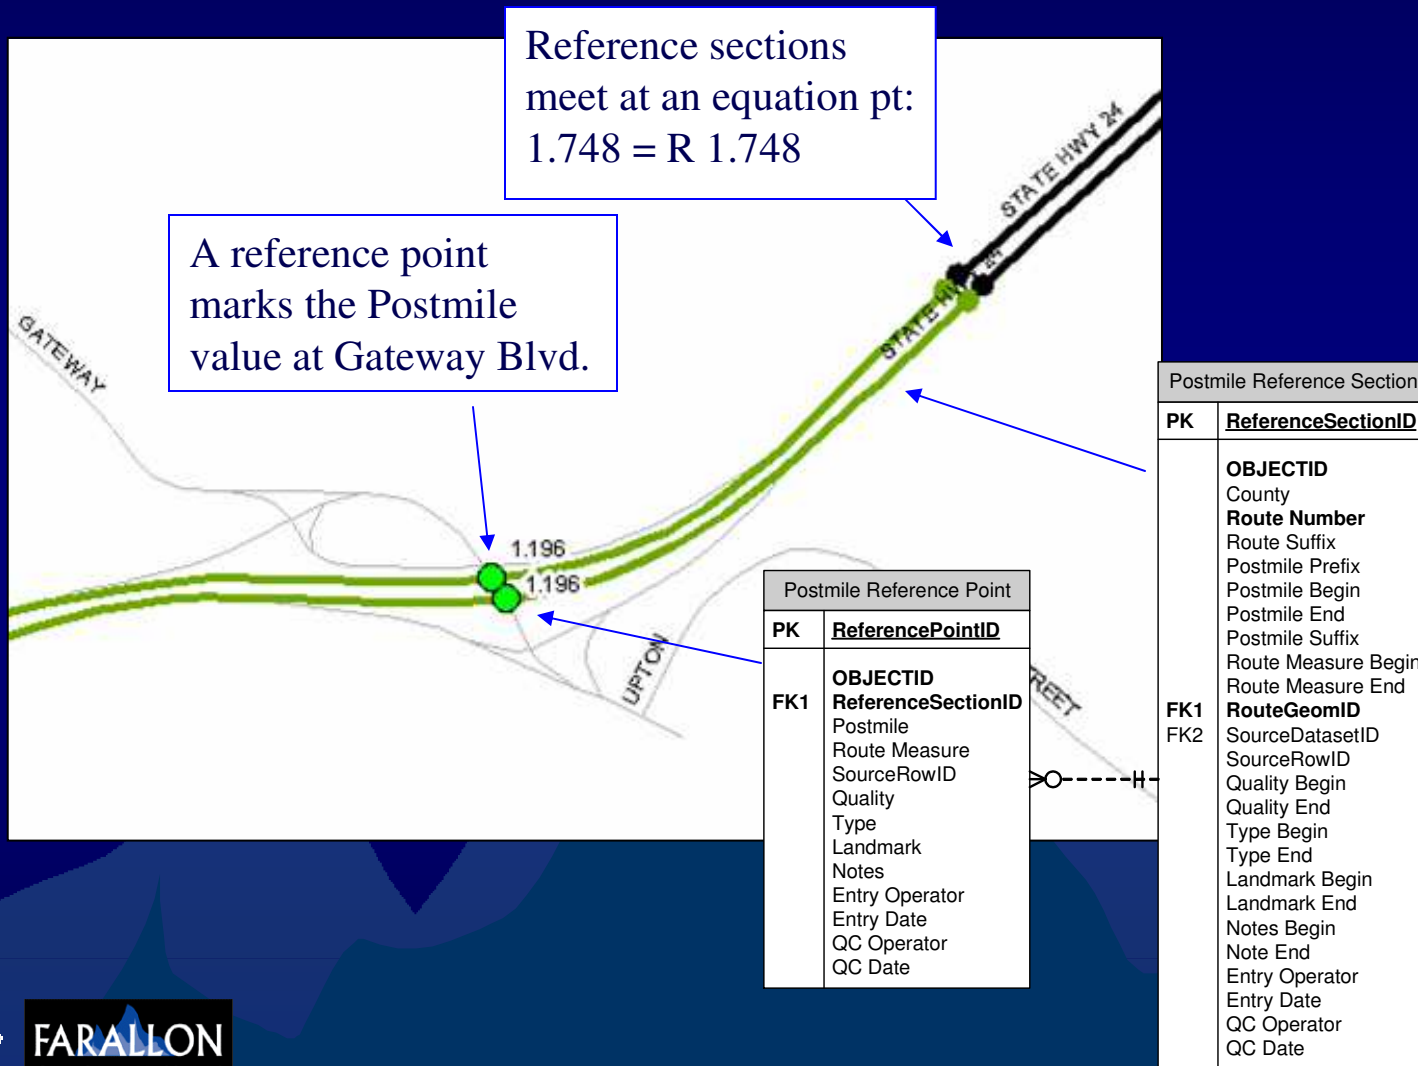 Reference sections
meet at an equation pt:
1.748 = R 1.748
A reference point
marks the Postmile
value at Gateway Blvd.
STATE HWY 24
STATE HWY 24
GATEWAY
1.196
1.196
UPTON
Postmile Reference Point
PK ReferencePointID
OBJECTID
FK1 ReferenceSectionID
Postmile
Route Measure
SourceRowID
Quality
Type
Landmark
Notes
Entry Operator
Entry Date
QC Operator
QC Date
Postmile Reference Section
PK ReferenceSectionID
OBJECTID
County
Route Number
Route Suffix
Postmile Prefix
Postmile Begin
Postmile End
Postmile Suffix
Route Measure Begin
Route Measure End
FK1 RouteGeomID
FK2 SourceDatasetID
SourceRowID
Quality Begin
Quality End
Type Begin
Type End
Landmark Begin
Landmark End
Notes Begin
Note End
Entry Operator
Entry Date
QC Operator
QC Date
FARALLON